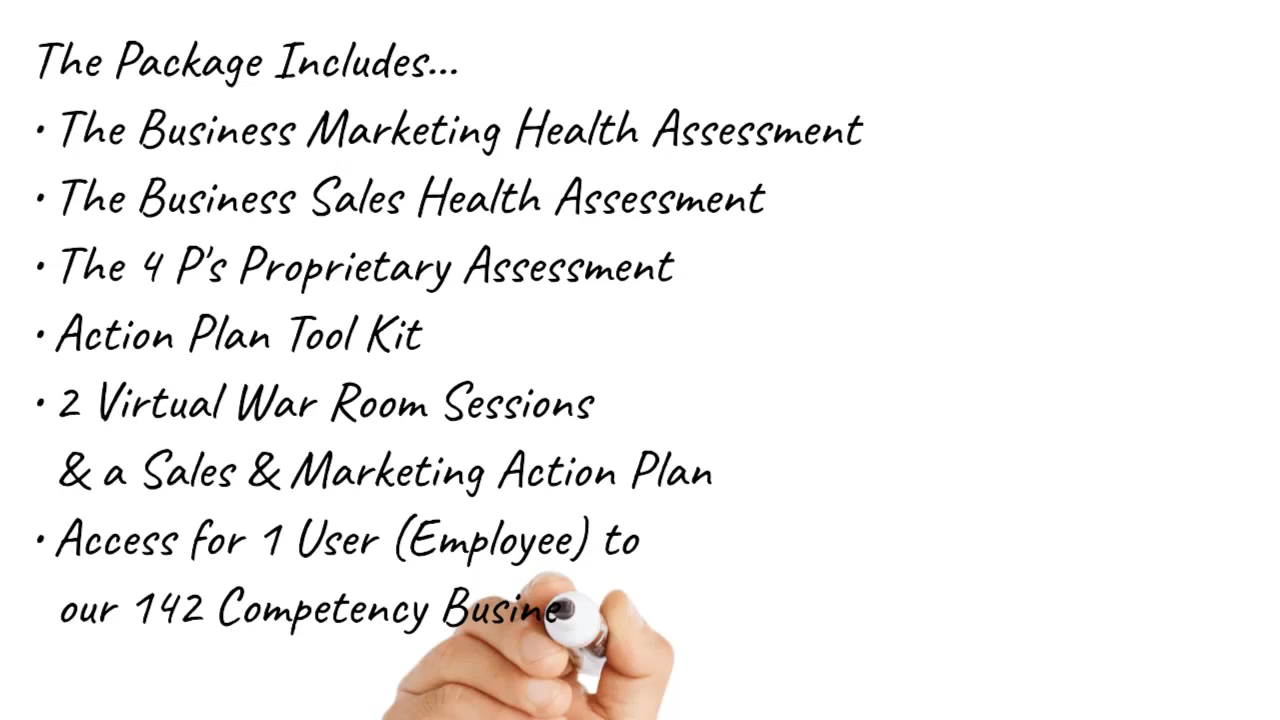 The Package Includes...
• The Business Marketing Health Assessment
• The Business Sales Health Assessment
• The 4 P's Proprietary Assessment
• Action Plan Tool Kit
• 2 Virtual War Room Sessions
& a Sales & Marketing Action Plan
• Access for 1 User (Employee) to
our 142 Competency Busine